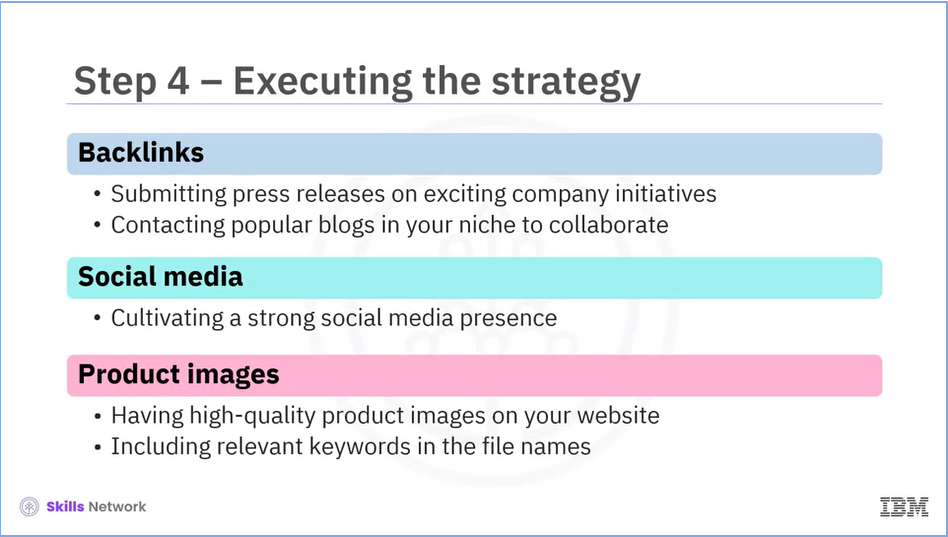 Step 4 – Executing the strategy
Backlinks
• Submitting press releases on exciting company initiatives
• Contacting popular blogs in your niche to collaborate
Social media
• Cultivating a strong social media presence
Product images
• Having high-quality product images on your website
• Including relevant keywords in the file names
Skills Network
IBM